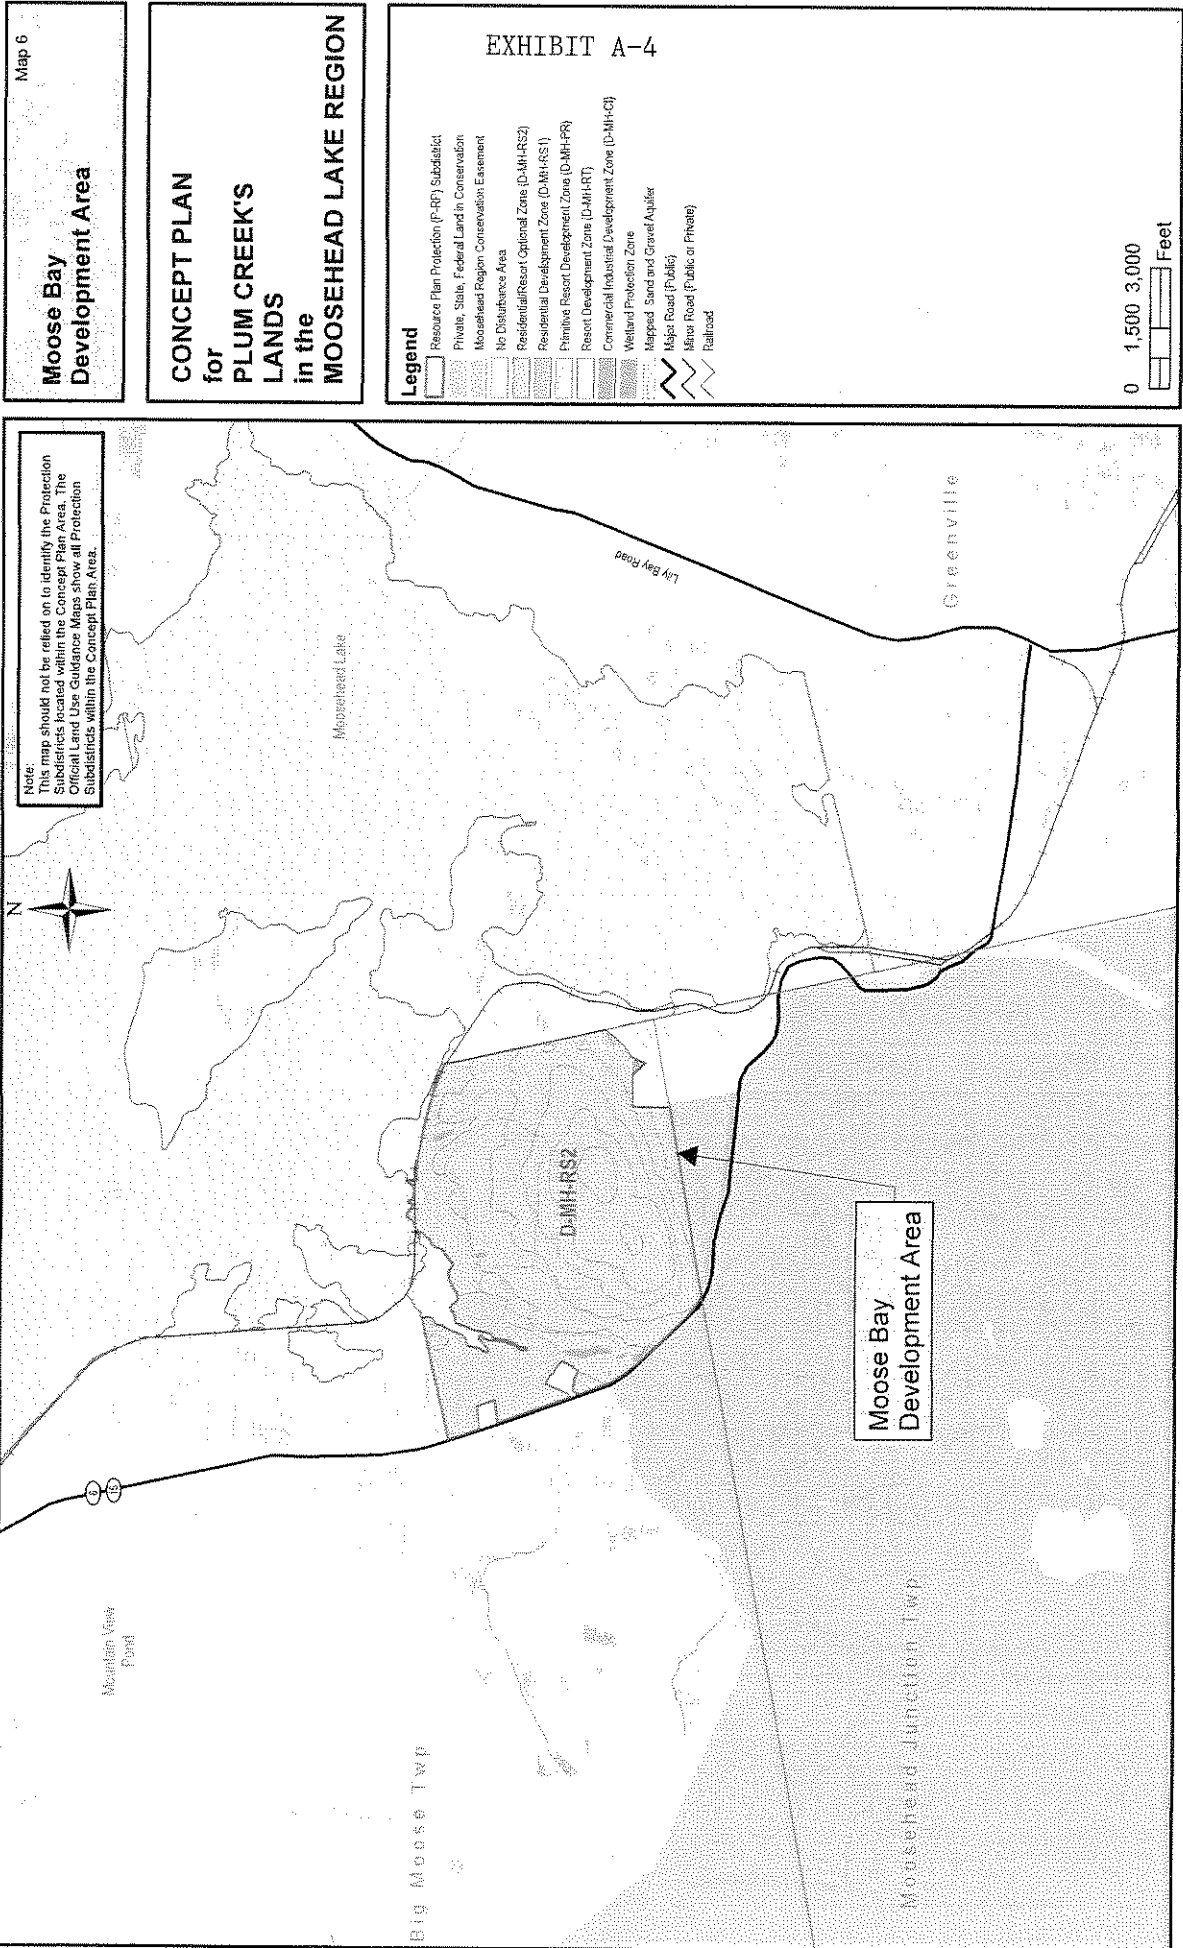 Map 6
Moose Bay
Development Area
CONCEPT PLAN
for
PLUM CREEK'S
LANDS
in the
MOOSEHEAD LAKE REGION
EXHIBIT A-4
Legend
Resource Plan Protection (P-RP) Subdistrict
Private, State, Federal Land in Conservation
Moosehead Region Conservation Easement
No Disturbance Area
Residential/Resort Optional Zone (D-MH-RS2)
Residential Development Zone (D-MH-RS1)
Primitive Resort Development Zone (D-MH-PR)
Resort Development Zone (D-MH-RT)
Commercial Industrial Development Zone (D-MH-CI)
Wetland Protection Zone
Mapped Sand and Gravel Aquifer
Major Road (Public)
Minor Road (Public or Private)
Railroad
0 1,500 3,000
Feet
Note:
This map should not be relied on to identify the Protection
Subdistricts located within the Concept Plan Area. The
Official Land Use Guidance Maps show all Protection
Subdistricts within the Concept Plan Area.
N
Moosehead Lake
Lily Bay Road
Greenville
6
15
D-MH-RS2
Mountain View
Pond
Big Moose Twp
Moosehead Junction Twp
Moose Bay
Development Area